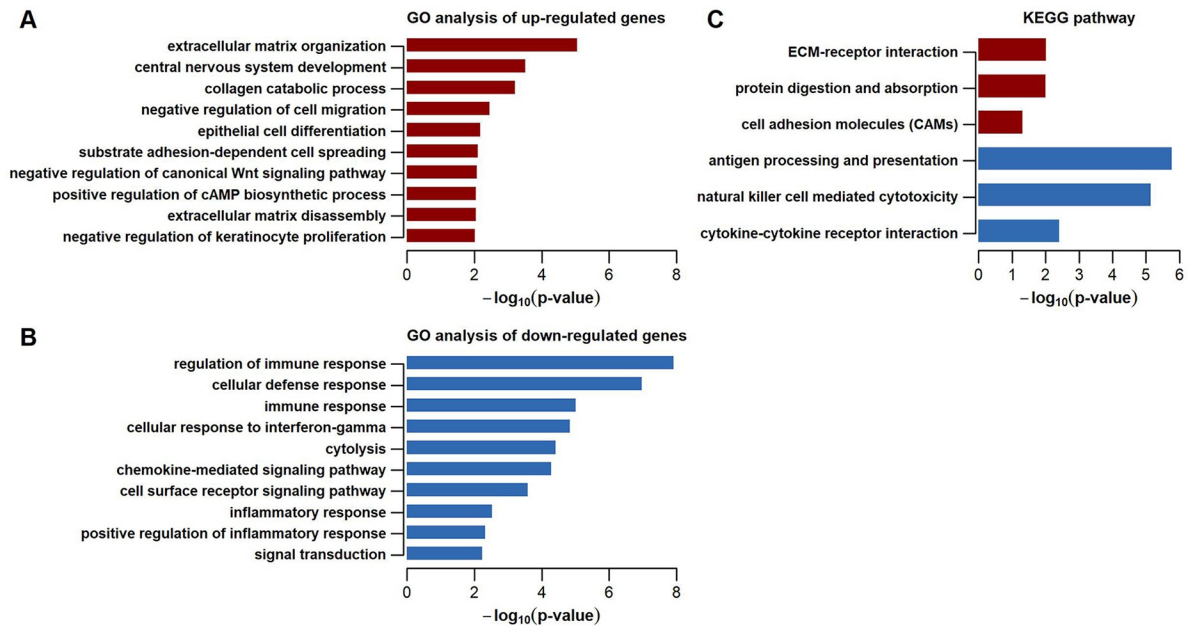 A
GO analysis of up-regulated genes
extracellular matrix organization
central nervous system development
collagen catabolic process
negative regulation of cell migration
epithelial cell differentiation
substrate adhesion-dependent cell spreading
negative regulation of canonical Wnt signaling pathway
positive regulation of cAMP biosynthetic process
extracellular matrix disassembly
negative regulation of keratinocyte proliferation
0 2 4 6 8
−log10(p-value)
B
GO analysis of down-regulated genes
regulation of immune response
cellular defense response
immune response
cellular response to interferon-gamma
cytolysis
chemokine-mediated signaling pathway
cell surface receptor signaling pathway
inflammatory response
positive regulation of inflammatory response
signal transduction
0 2 4 6 8
−log10(p-value)
C
KEGG pathway
ECM-receptor interaction
protein digestion and absorption
cell adhesion molecules (CAMs)
antigen processing and presentation
natural killer cell mediated cytotoxicity
cytokine-cytokine receptor interaction
0 1 2 3 4 5 6
−log10(p-value)